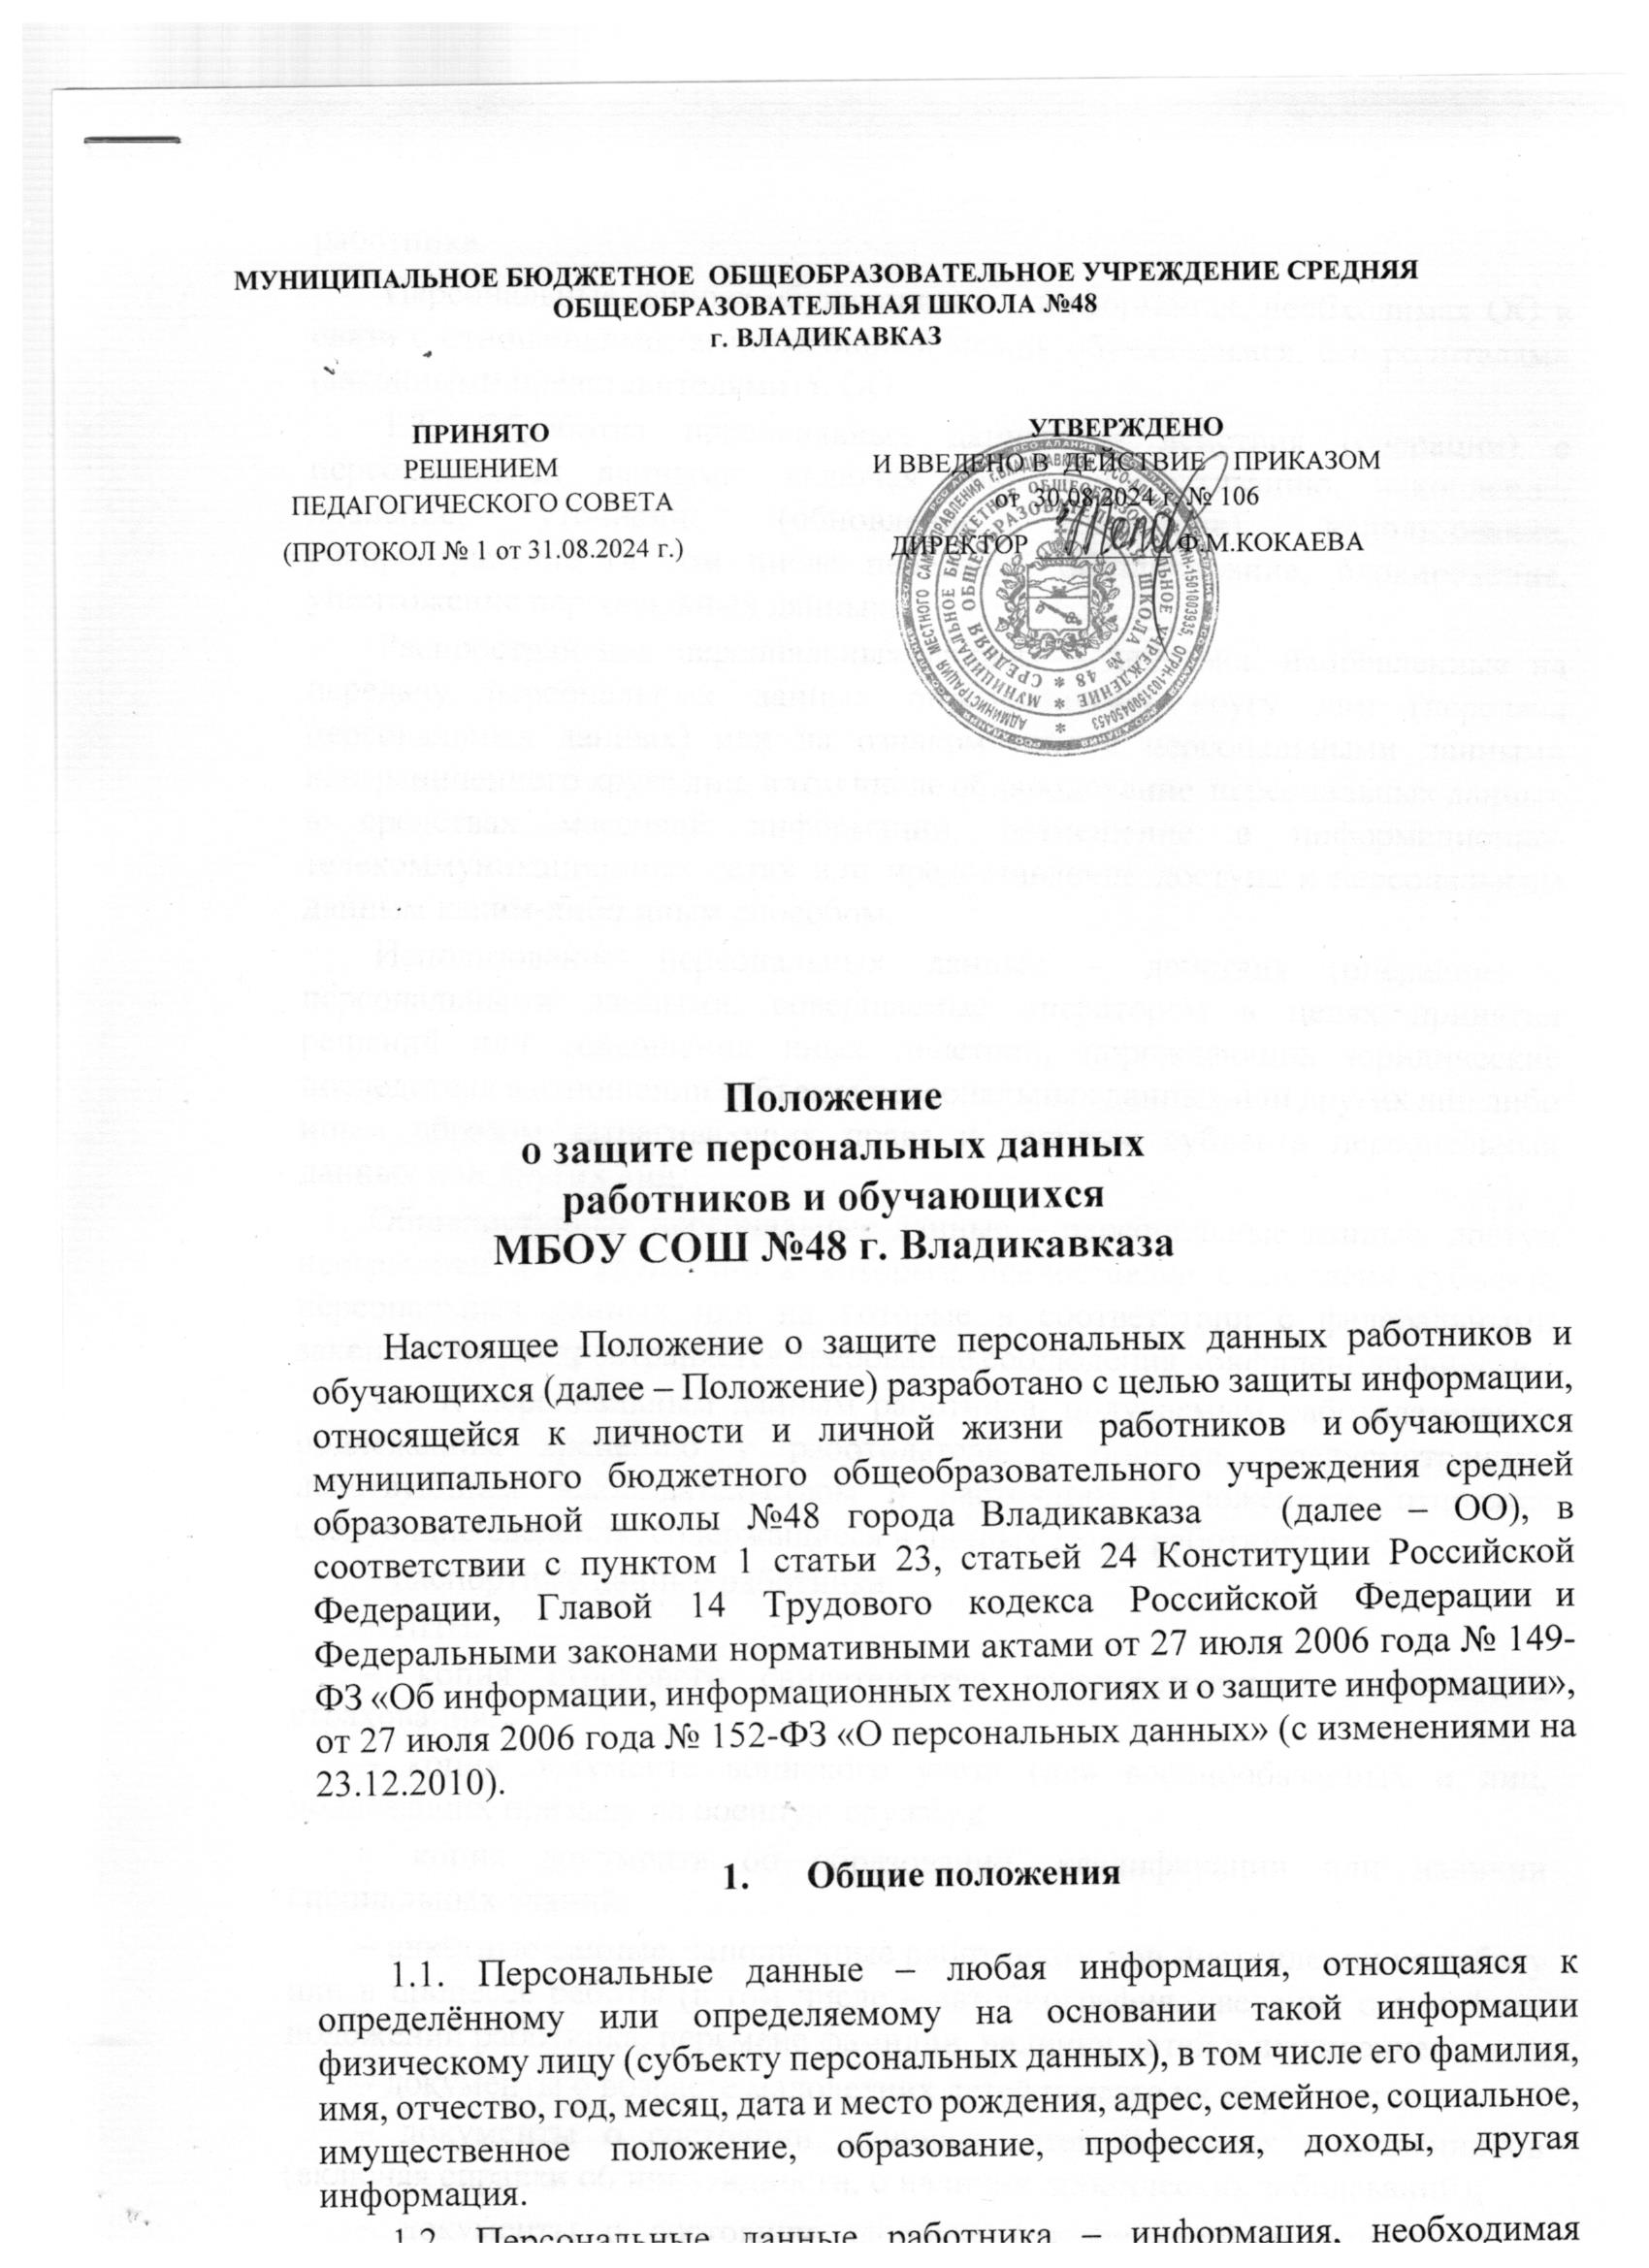 МУНИЦИПАЛЬНОЕ БЮДЖЕТНОЕ ОБЩЕОБРАЗОВАТЕЛЬНОЕ УЧРЕЖДЕНИЕ СРЕДНЯЯ
ОБЩЕОБРАЗОВАТЕЛЬНАЯ ШКОЛА №48
г. ВЛАДИКАВКАЗ
ПРИНЯТО
РЕШЕНИЕМ
ПЕДАГОГИЧЕСКОГО СОВЕТА
(ПРОТОКОЛ № 1 от 31.08.2024 г.)
УТВЕРЖДЕНО
И ВВЕДЕНО В ДЕЙСТВИЕ ПРИКАЗОМ
от 30.08.2024 г. № 106
ДИРЕКТОР Ф.М.КОКАЕВА
Положение
о защите персональных данных
работников и обучающихся
МБОУ СОШ №48 г. Владикавказа
Настоящее Положение о защите персональных данных работников и
обучающихся (далее – Положение) разработано с целью защиты информации,
относящейся к личности и личной жизни работников и обучающихся
муниципального бюджетного общеобразовательного учреждения средней
образовательной школы №48 города Владикавказа (далее – ОО), в
соответствии с пунктом 1 статьи 23, статьей 24 Конституции Российской
Федерации, Главой 14 Трудового кодекса Российской Федерации и
Федеральными законами нормативными актами от 27 июля 2006 года № 149-
ФЗ «Об информации, информационных технологиях и о защите информации»,
от 27 июля 2006 года № 152-ФЗ «О персональных данных» (с изменениями на
23.12.2010).
1. Общие положения
1.1. Персональные данные – любая информация, относящаяся к
определённому или определяемому на основании такой информации
физическому лицу (субъекту персональных данных), в том числе его фамилия,
имя, отчество, год, месяц, дата и место рождения, адрес, семейное, социальное,
имущественное положение, образование, профессия, доходы, другая
информация.
1.2. Персональные данные работника – информация, необходимая